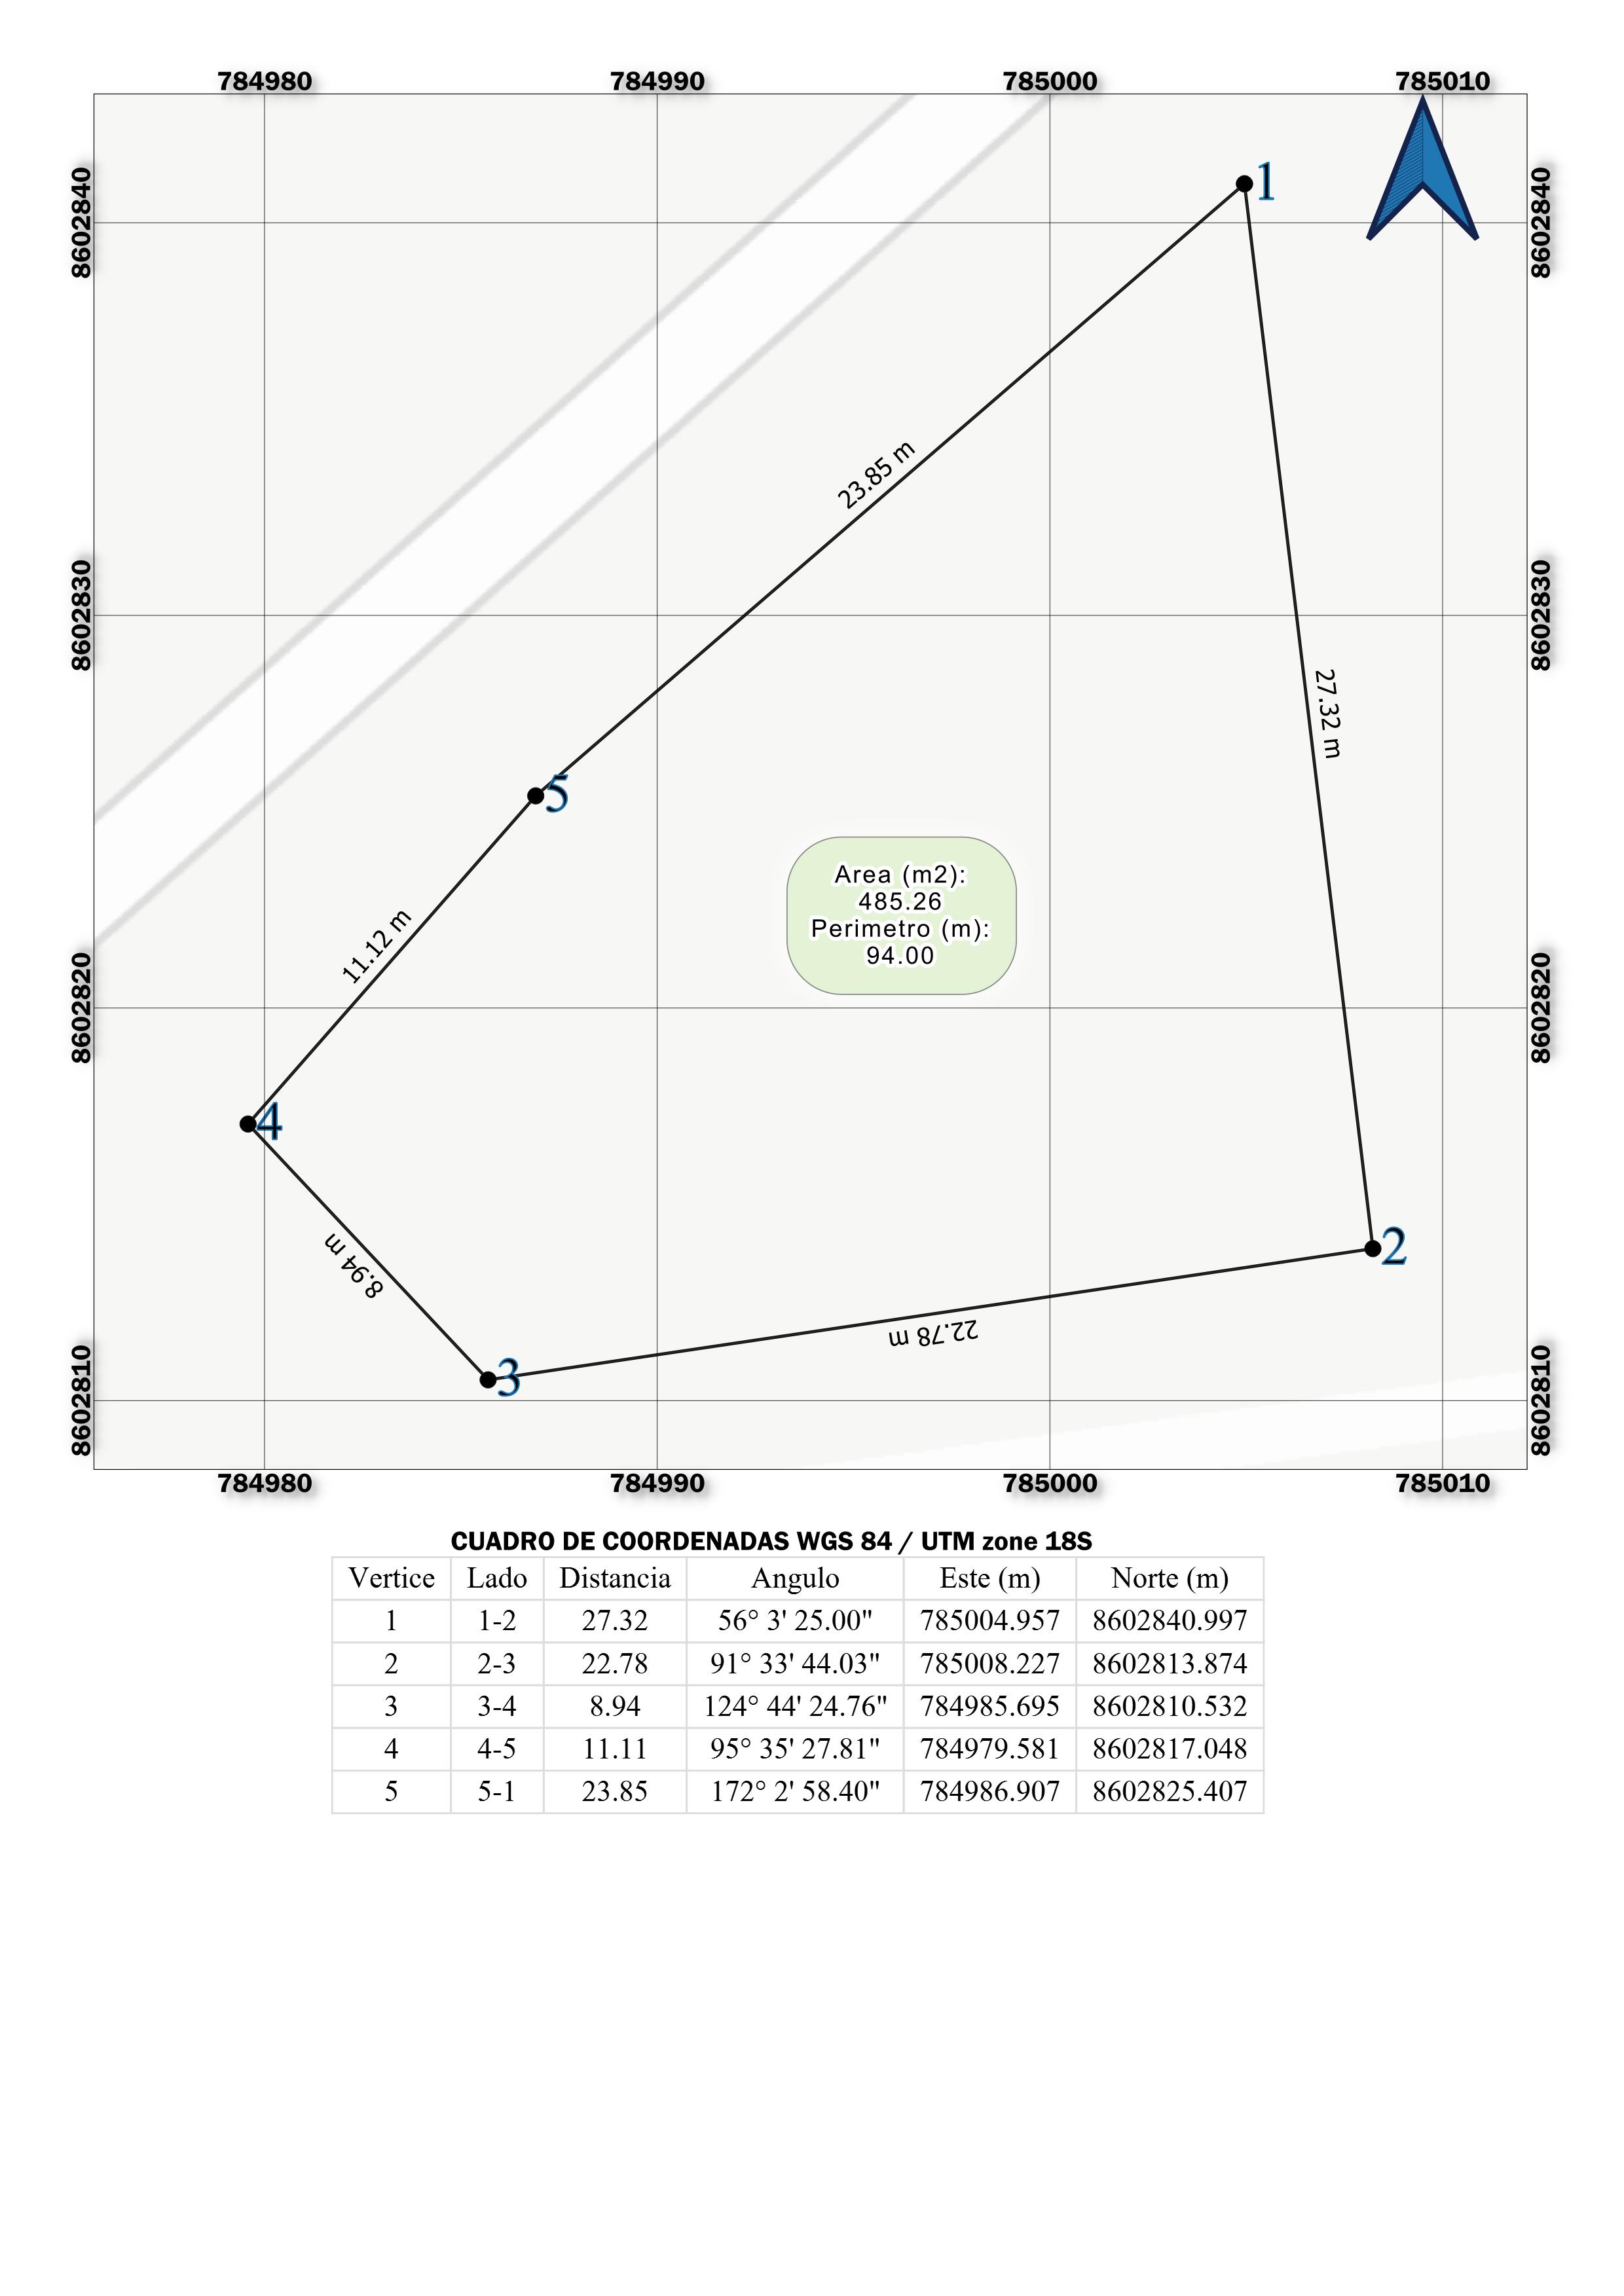 784980 784990 785000 785010
8602840 8602840
1
23.85 m
8602830 8602830
27.32 m
5
Area (m2):
485.26
Perimetro (m):
94.00
11.12 m
8602820 8602820
4
2
8.94 m
22.78 m
3
8602810 8602810
784980 784990 785000 785010
CUADRO DE COORDENADAS WGS 84 / UTM zone 18S
Vertice Lado Distancia Angulo Este (m) Norte (m)
1 1-2 27.32 56° 3' 25.00" 785004.957 8602840.997
2 2-3 22.78 91° 33' 44.03" 785008.227 8602813.874
3 3-4 8.94 124° 44' 24.76" 784985.695 8602810.532
4 4-5 11.11 95° 35' 27.81" 784979.581 8602817.048
5 5-1 23.85 172° 2' 58.40" 784986.907 8602825.407